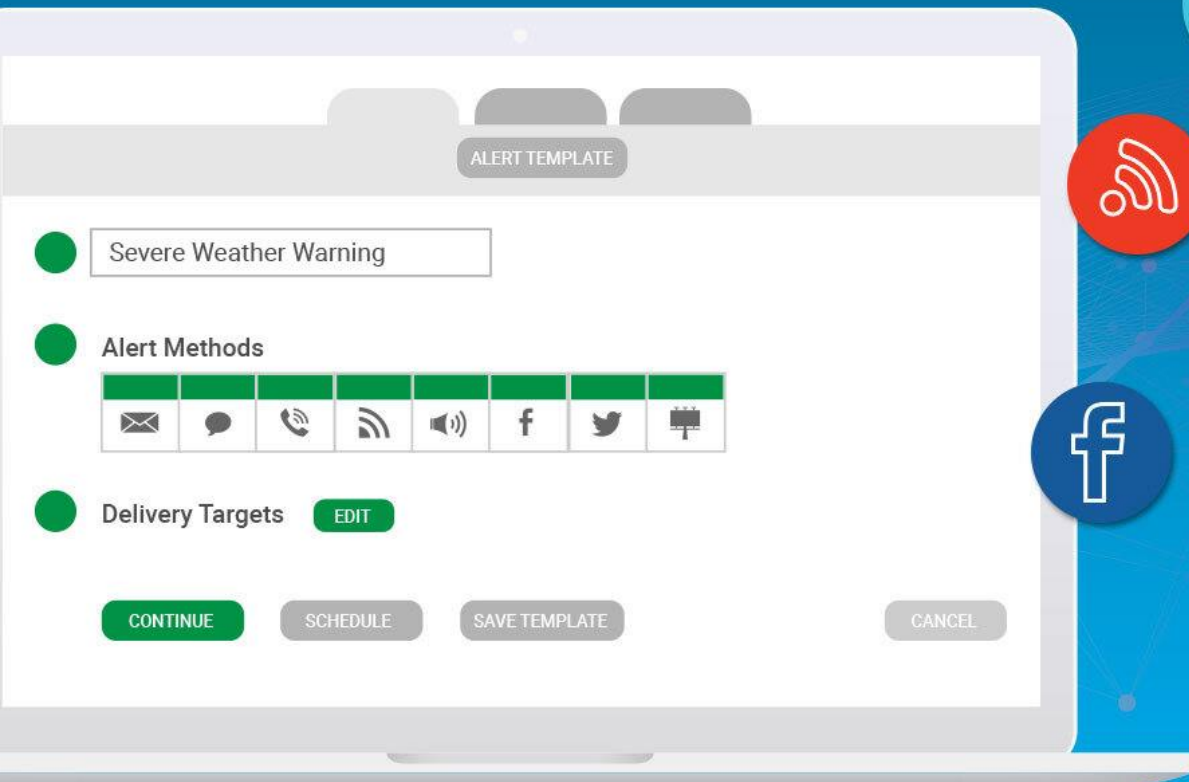 ALERT TEMPLATE
Severe Weather Warning
Alert Methods
f
Delivery Targets EDIT
CONTINUE SCHEDULE SAVE TEMPLATE CANCEL
f